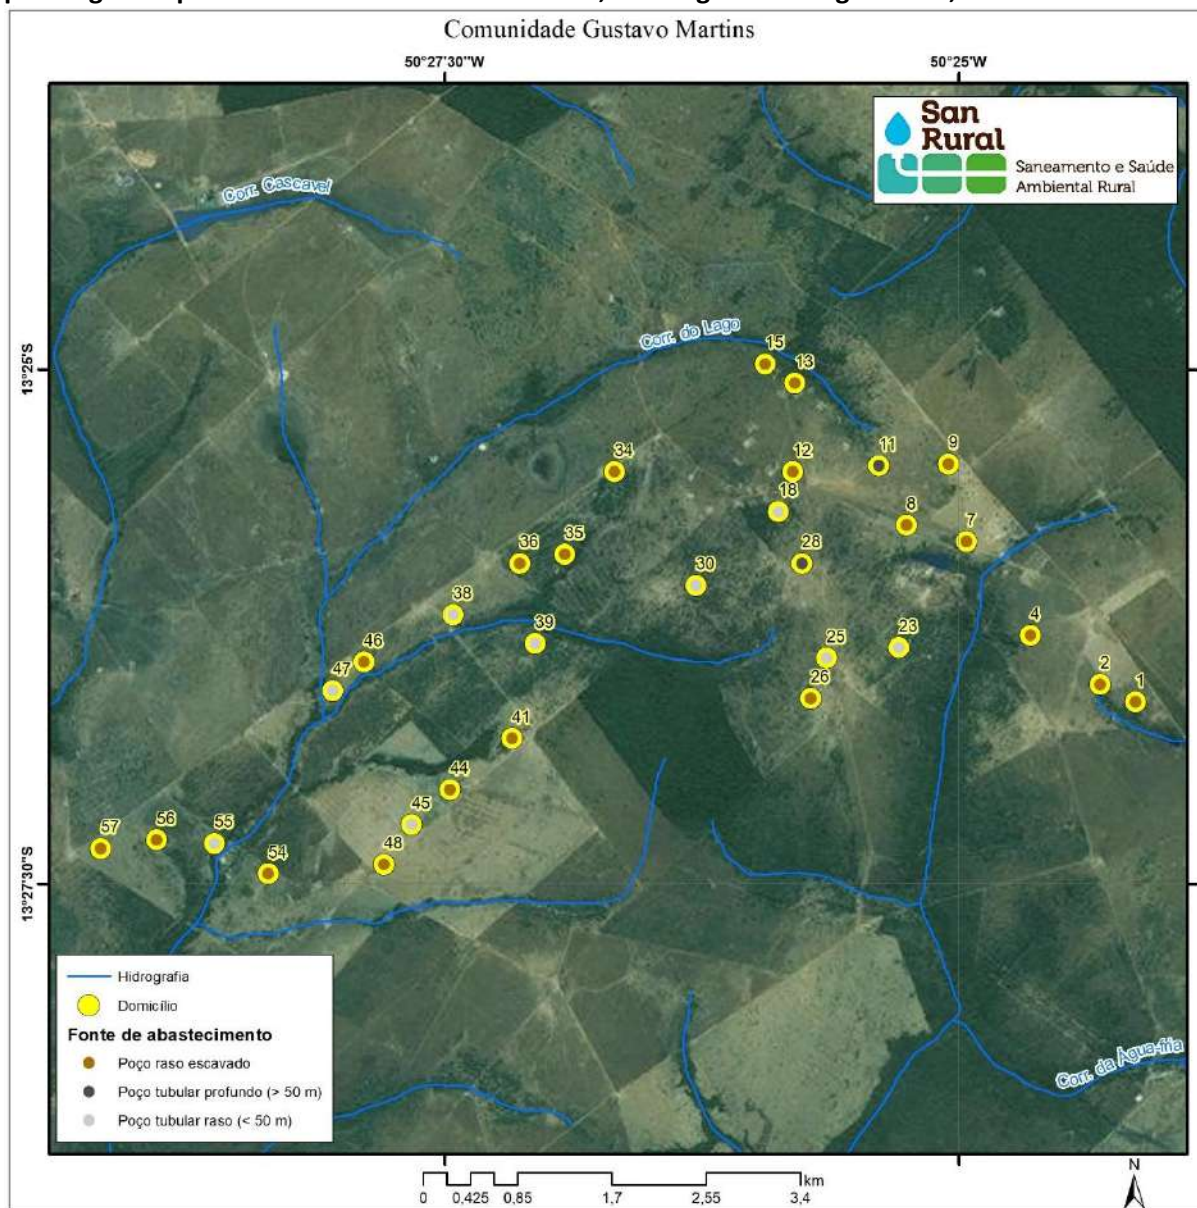 Comunidade Gustavo Martins
50°27'30"W
50°25'W
San
Rural
Saneamento e Saúde
Ambiental Rural
Corr. Cascavel
Corr. do Lago
13°25'S
15
13
34
12
11
9
18
8
7
36
35
28
30
38
39
4
46
25
23
47
26
2
1
41
44
45
57
56
55
48
54
13°27'30"S
Hidrografia
Domicílio
Fonte de abastecimento
Poço raso escavado
Poço tubular profundo (> 50 m)
Poço tubular raso (< 50 m)
Corr. da Água-fria
km
0 0,425 0,85 1,7 2,55 3,4
N